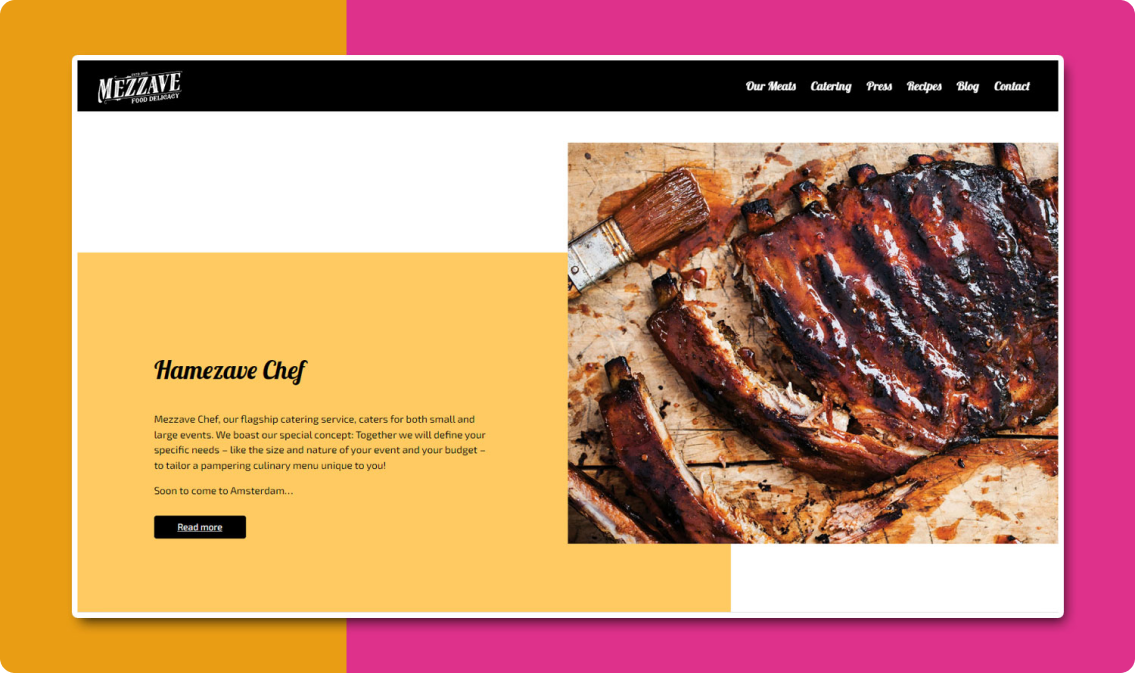 MEZZAVE
FOOD DELICACY
Our Meats Catering Press Recipes Blog Contact
Hamezave Chef
Mezzave Chef, our flagship catering service, caters for both small and
large events. We boast our special concept: Together we will define your
specific needs – like the size and nature of your event and your budget –
to tailor a pampering culinary menu unique to you!
Soon to come to Amsterdam...
Read more